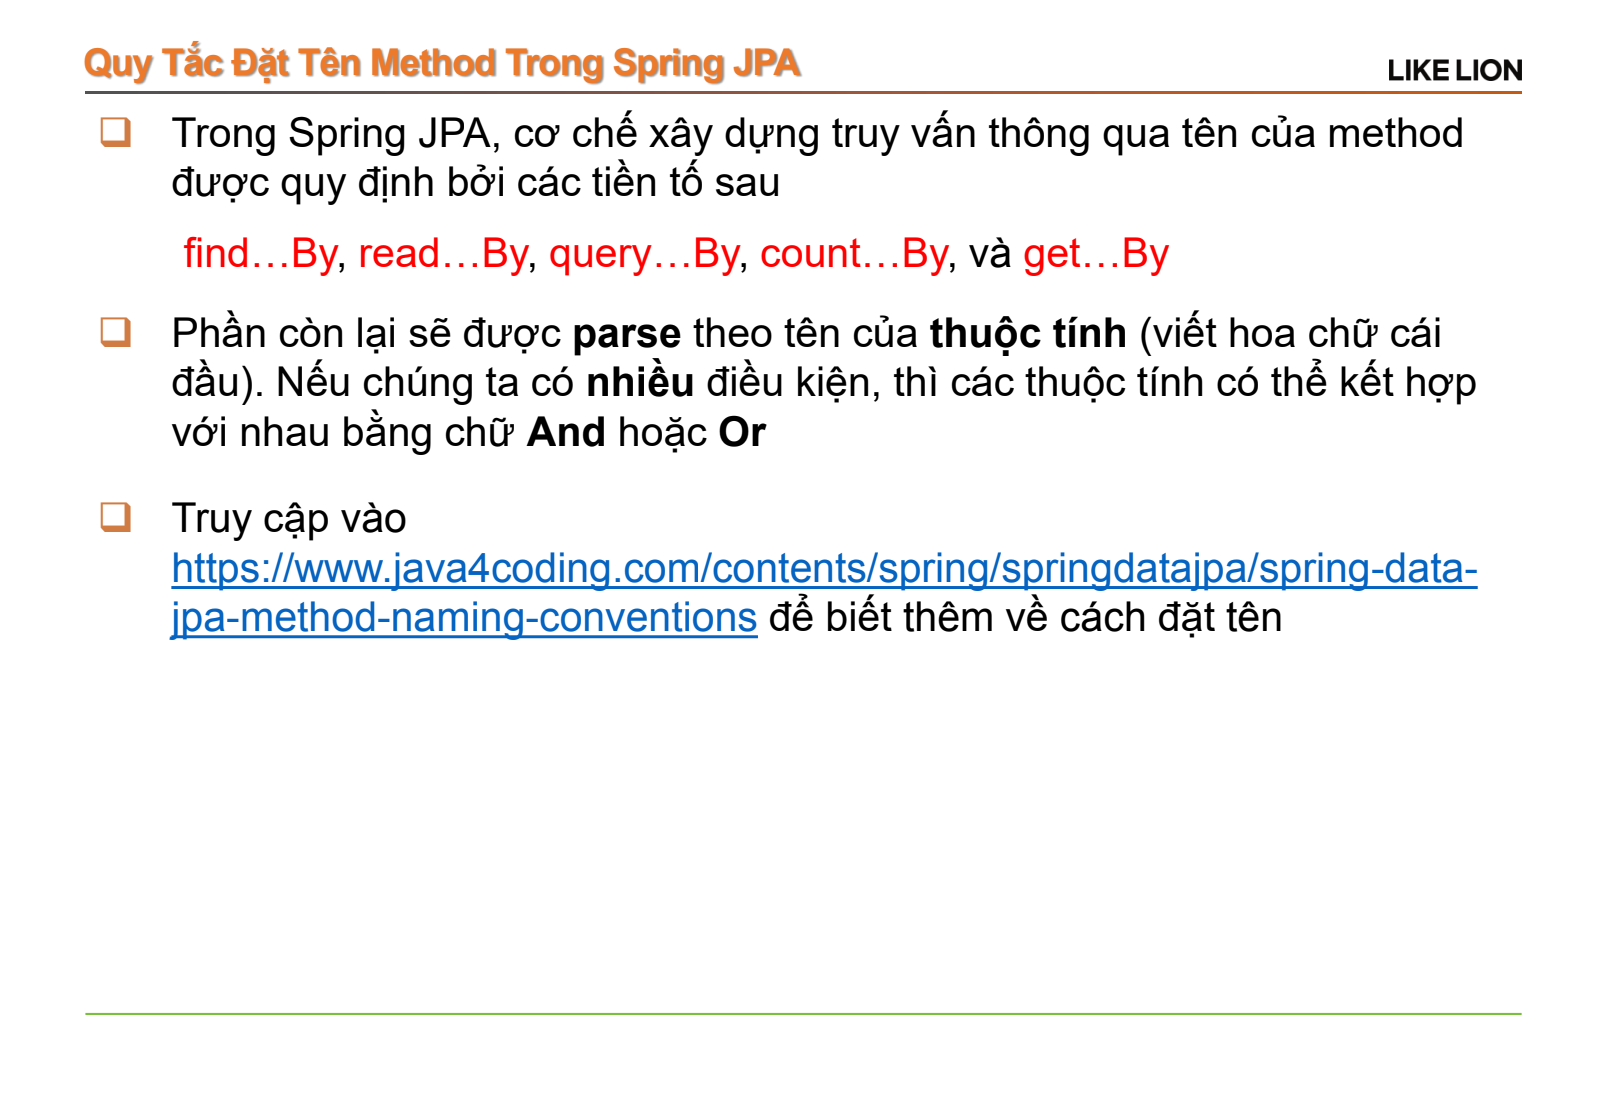 Quy Tắc Đặt Tên Method Trong Spring JPA
LIKE LION
Trong Spring JPA, cơ chế xây dựng truy vấn thông qua tên của method
được quy định bởi các tiền tố sau
find…By, read…By, query…By, count…By, và get…By
Phần còn lại sẽ được parse theo tên của thuộc tính (viết hoa chữ cái
đầu). Nếu chúng ta có nhiều điều kiện, thì các thuộc tính có thể kết hợp
với nhau bằng chữ And hoặc Or
Truy cập vào
https://www.java4coding.com/contents/spring/springdatajpa/spring-data-
jpa-method-naming-conventions để biết thêm về cách đặt tên